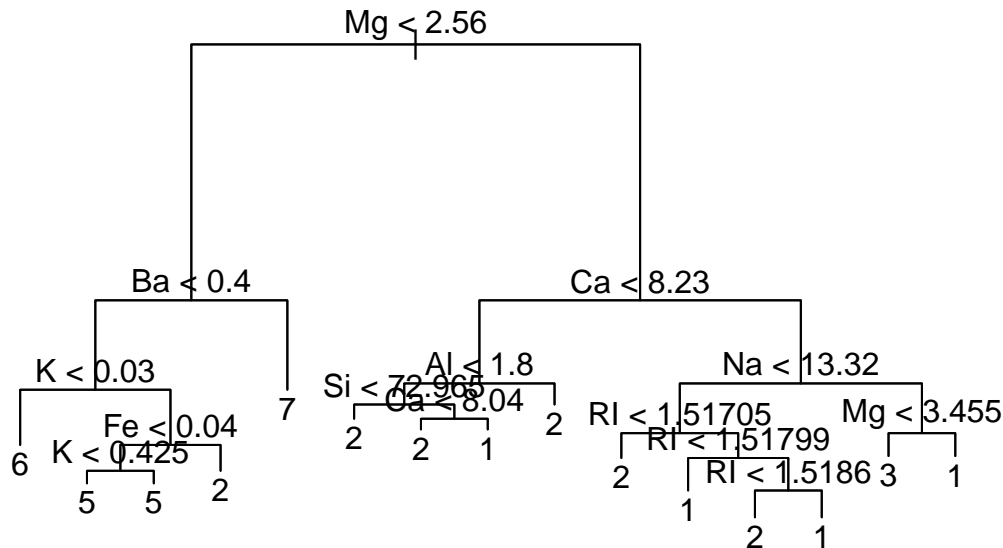 Mg < 2.56
Ba < 0.4
Ca < 8.23
K < 0.03
Al < 1.8
Na < 13.32
Si < 72.965
Ca < 8.04
7
2
RI < 1.51705
Mg < 3.455
Fe < 0.04
2
2
1
RI < 1.51799
6
K < 0.425
2
2
RI < 1.5186
3
1
5
5
1
2
1